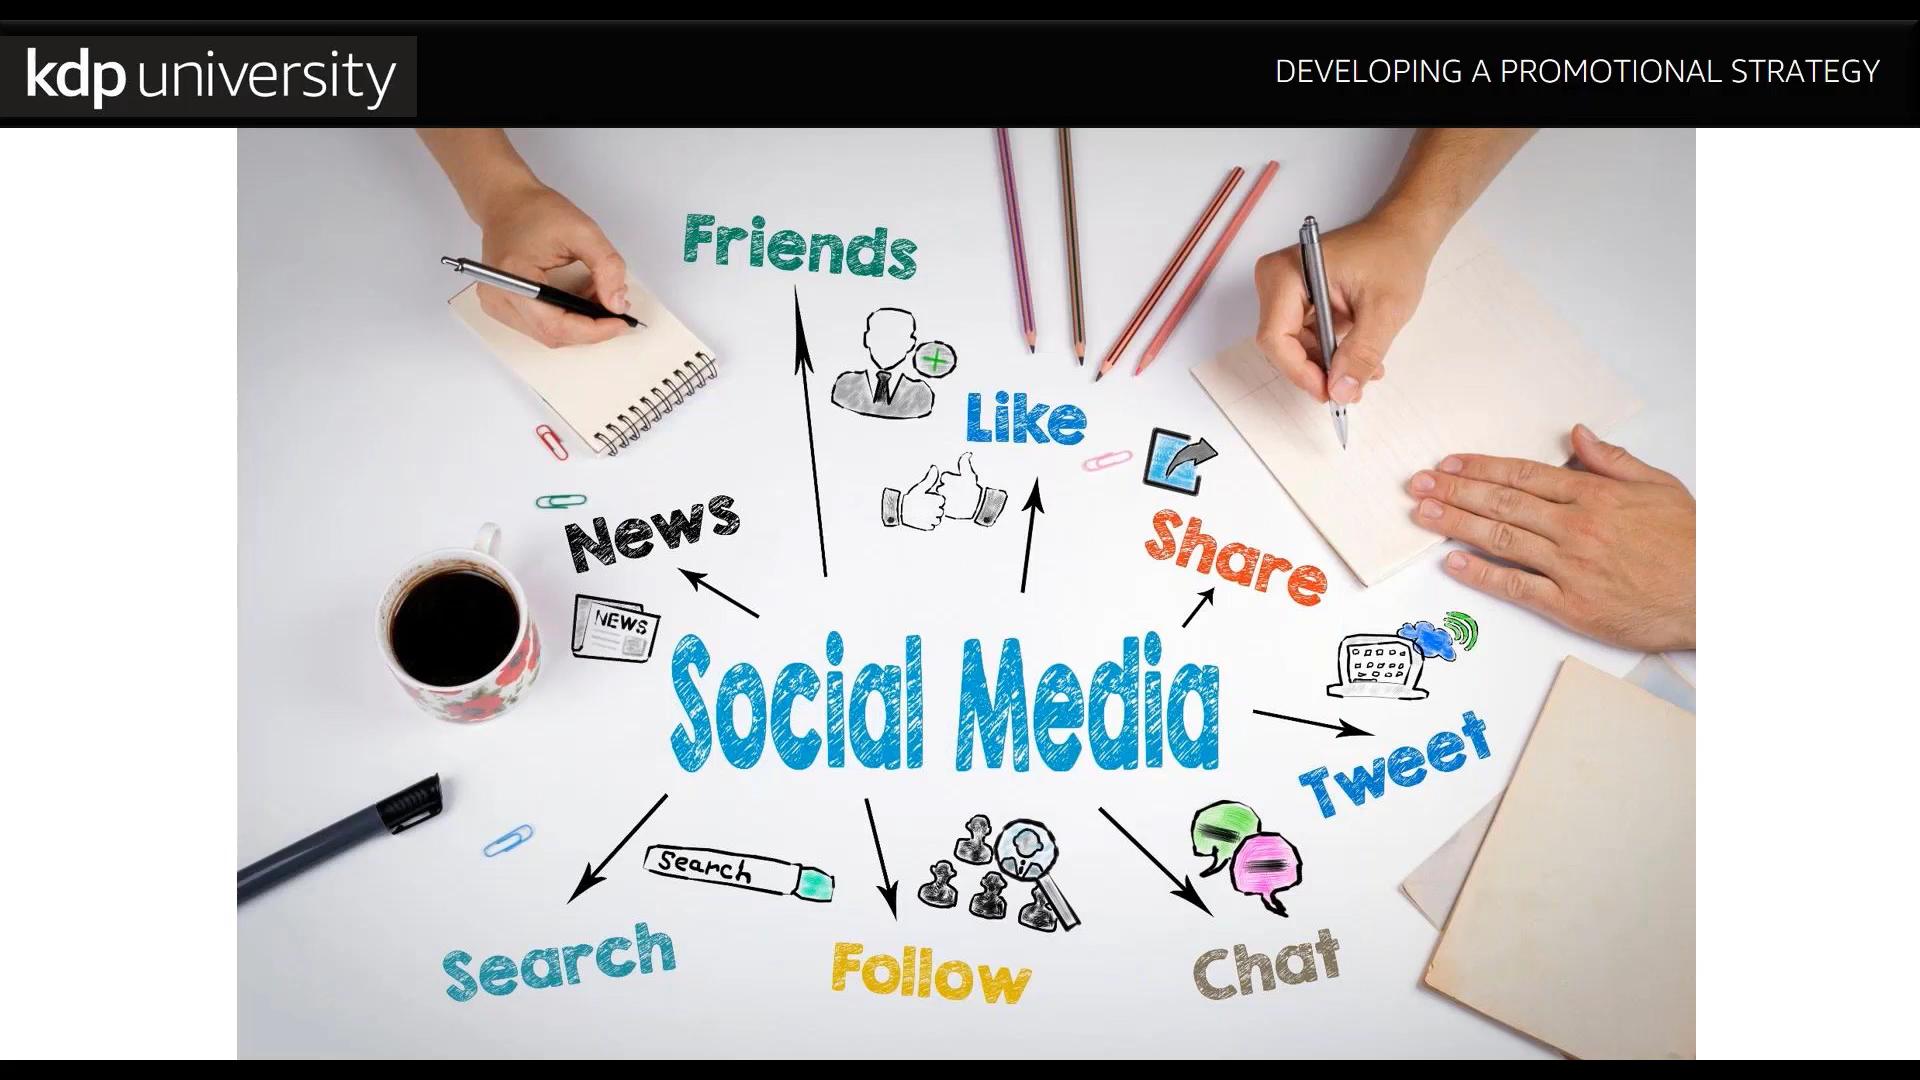 kdp university
DEVELOPING A PROMOTIONAL STRATEGY
Friends
Like
News
Share
NEWS
Social Media
Tweet
Search
Search
Follow
Chat